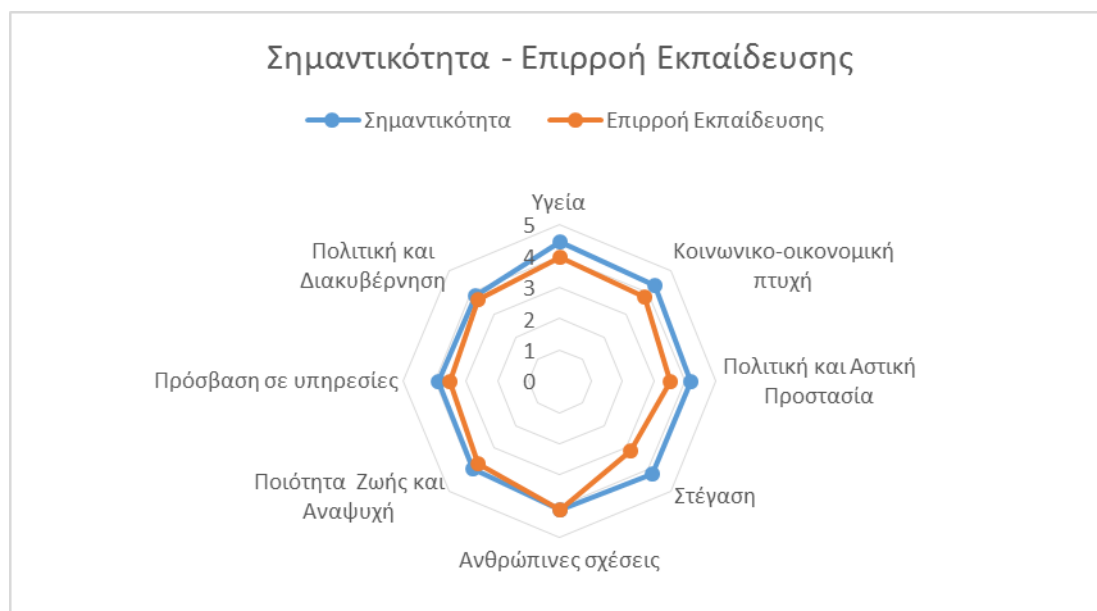 Σημαντικότητα - Επιρροή Εκπαίδευσης
Σημαντικότητα
Επιρροή Εκπαίδευσης
Υγεία
Κοινωνικο-οικονομική
πτυχή
Πολιτική και Αστική
Προστασία
Στέγαση
Ανθρώπινες σχέσεις
Ποιότητα  Ζωής και
Αναψυχή
Πρόσβαση σε υπηρεσίες
Πολιτική και
Διακυβέρνηση
5
4
3
2
1
0